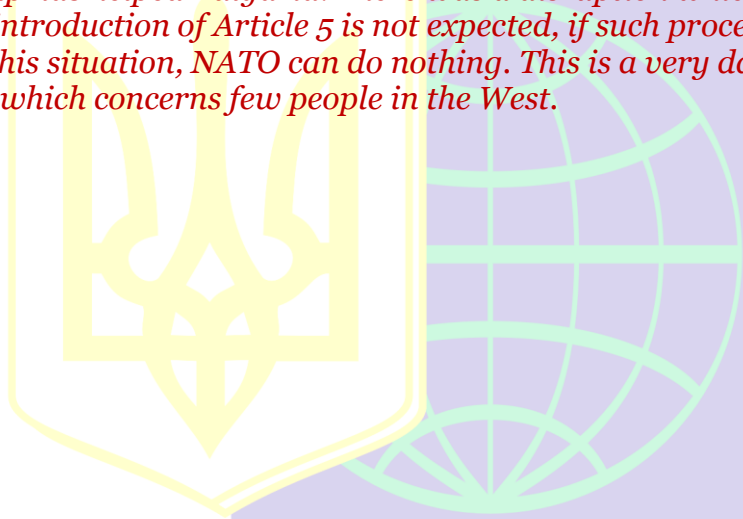 introduction of Article 5 is not expected, if such proce
his situation, NATO can do nothing. This is a very da
which concerns few people in the West.